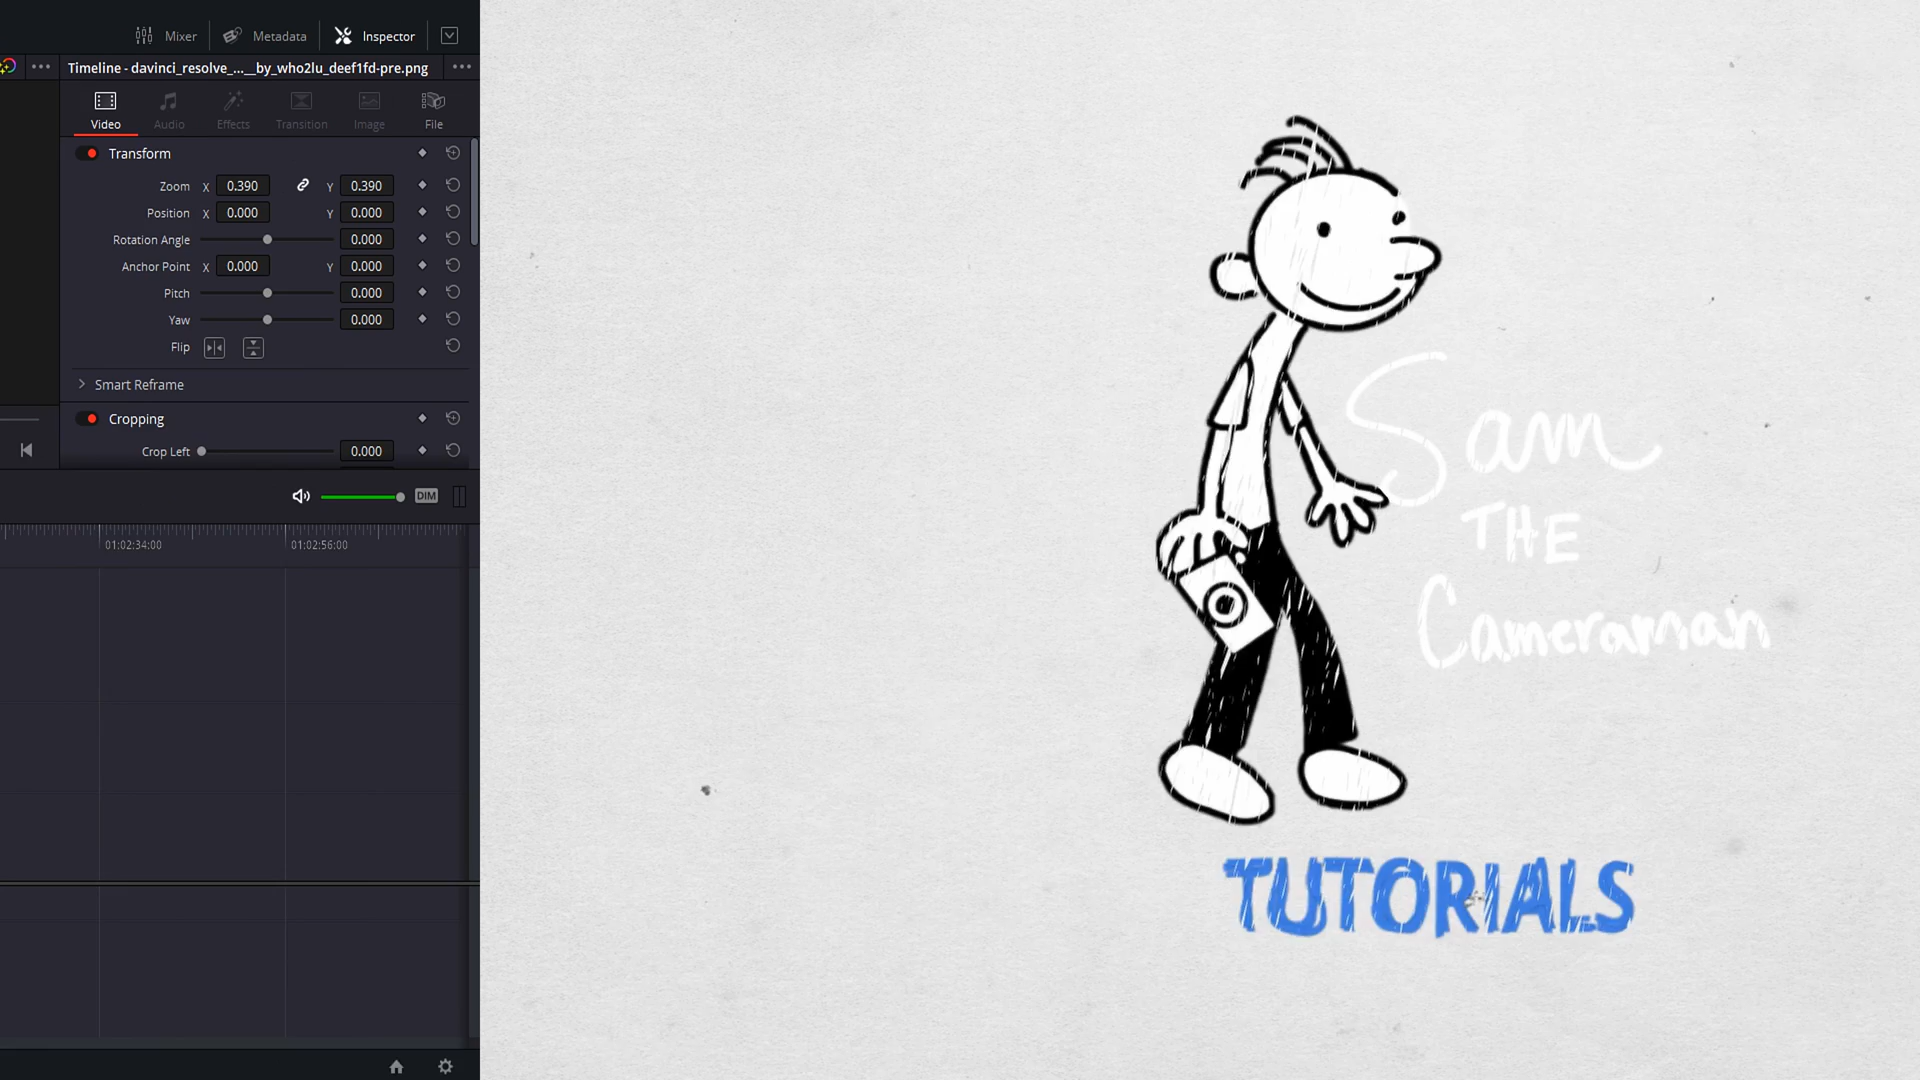 Mixer Metadata Inspector
Timeline - davinci_resolve_...__by_who2lu_deef1fd-pre.png
Video Audio Effects Transition Image File
Transform
Zoom X 0.390 Y 0.390
Position X 0.000 Y 0.000
Rotation Angle 0.000
Anchor Point X 0.000 Y 0.000
Pitch 0.000
Yaw 0.000
Flip
Smart Reframe
Cropping
Crop Left 0.000
DIM
01:02:34:00 01:02:56:00
Sam
THE
Cameraman
TUTORIALS